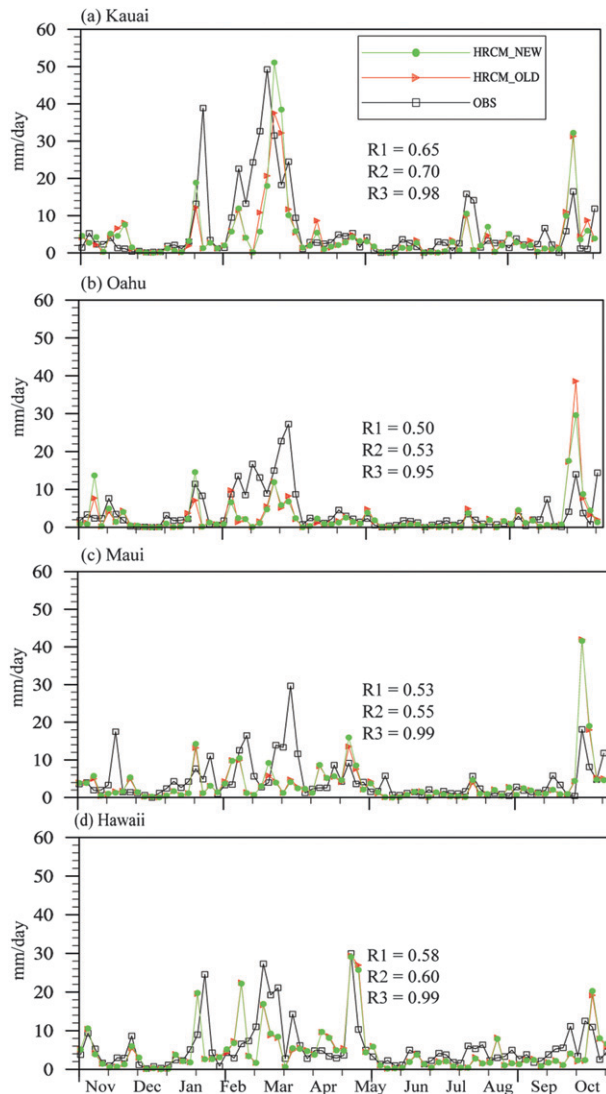 (a) Kauai
60
50
40
30
20
10
0
mm/day
HRCM_NEW
HRCM_OLD
OBS
R1 = 0.65
R2 = 0.70
R3 = 0.98
(b) Oahu
60
50
40
30
20
10
0
mm/day
R1 = 0.50
R2 = 0.53
R3 = 0.95
(c) Maui
60
50
40
30
20
10
0
mm/day
R1 = 0.53
R2 = 0.55
R3 = 0.99
(d) Hawaii
60
50
40
30
20
10
0
mm/day
R1 = 0.58
R2 = 0.60
R3 = 0.99
Nov Dec Jan Feb Mar Apr May Jun Jul Aug Sep Oct